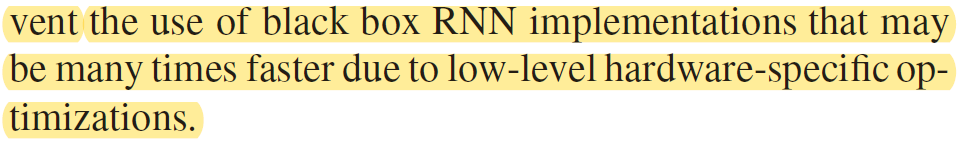 vent the use of black box RNN implementations that may
be many times faster due to low-level hardware-specific op-
timizations.